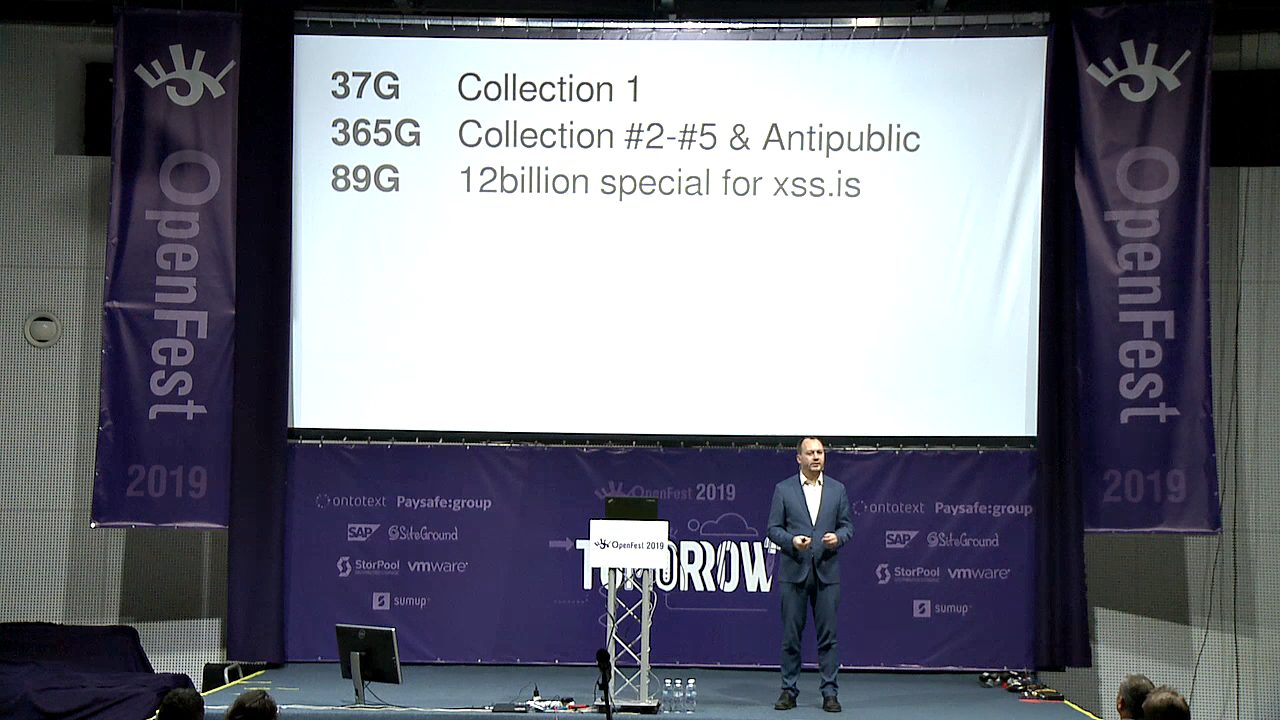 37G Collection 1
365G Collection #2-#5 & Antipublic
89G 12billion special for xss.is
OpenFest
2019
OpenFest
2019
OpenFest 2019
ontotext Paysafe:group
SAP SiteGround
StorPool vmware
sumup
OpenFest 2019
TOMORROW
ontotext Paysafe:group
SAP SiteGround
StorPool vmware
sumup